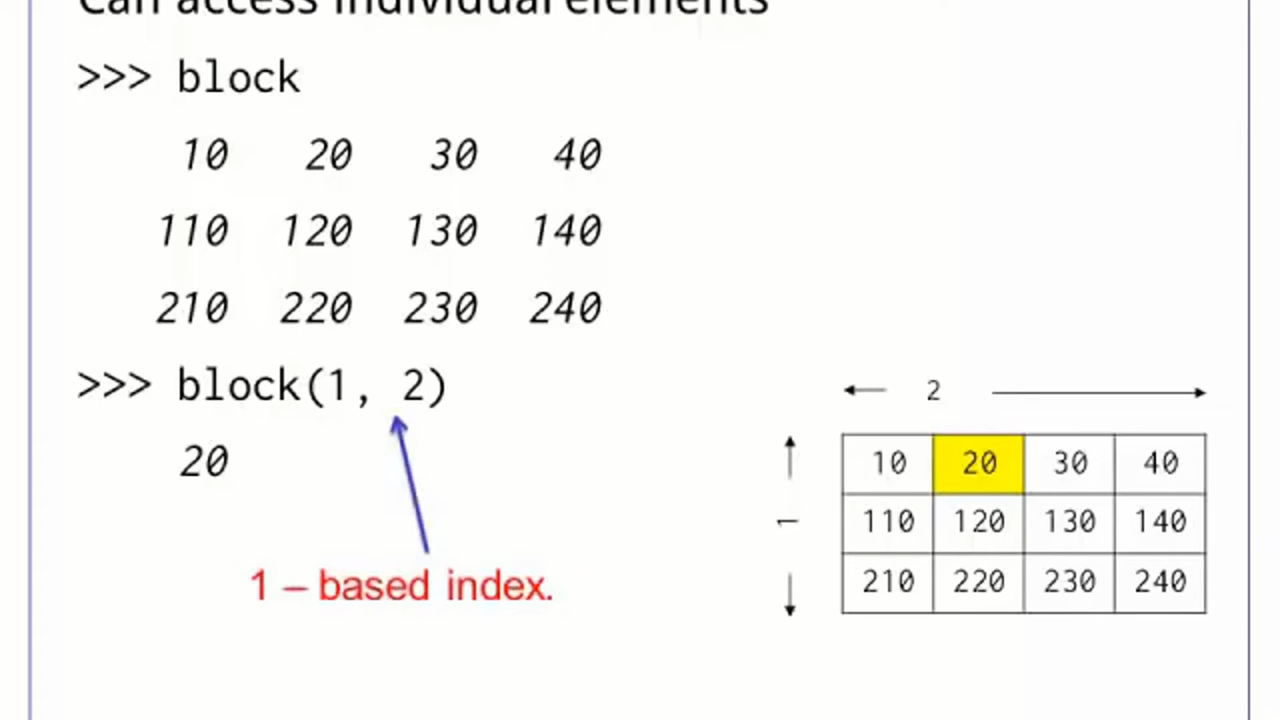 Can access individual elements
>>> block
10 20 30 40
110 120 130 140
210 220 230 240
>>> block(1, 2)
20
1 – based index.
2
1
10 20 30 40
110 120 130 140
210 220 230 240